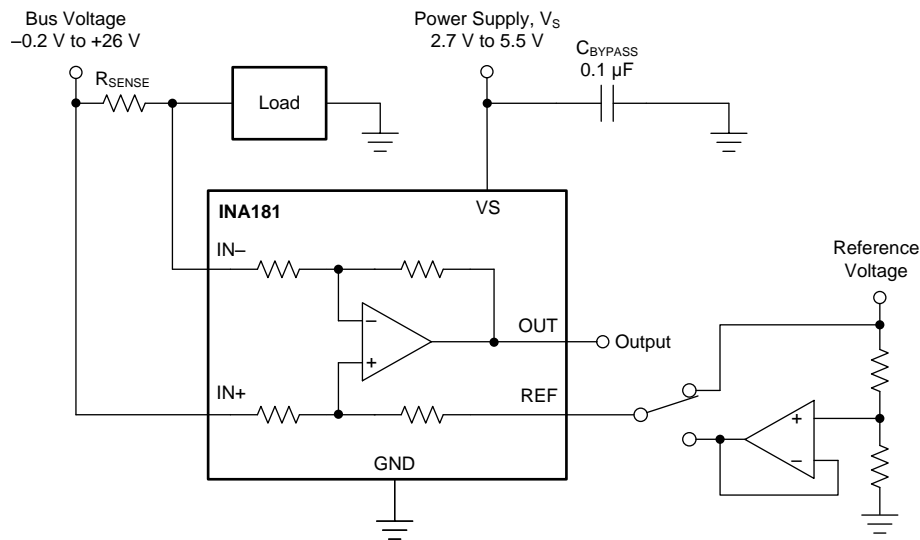 Bus Voltage
–0.2 V to +26 V
Power Supply, VS
2.7 V to 5.5 V
CBYPASS
0.1 µF
RSENSE
Load
INA181
VS
IN–
–
+
OUT
Output
IN+
REF
GND
Reference
Voltage
+
–